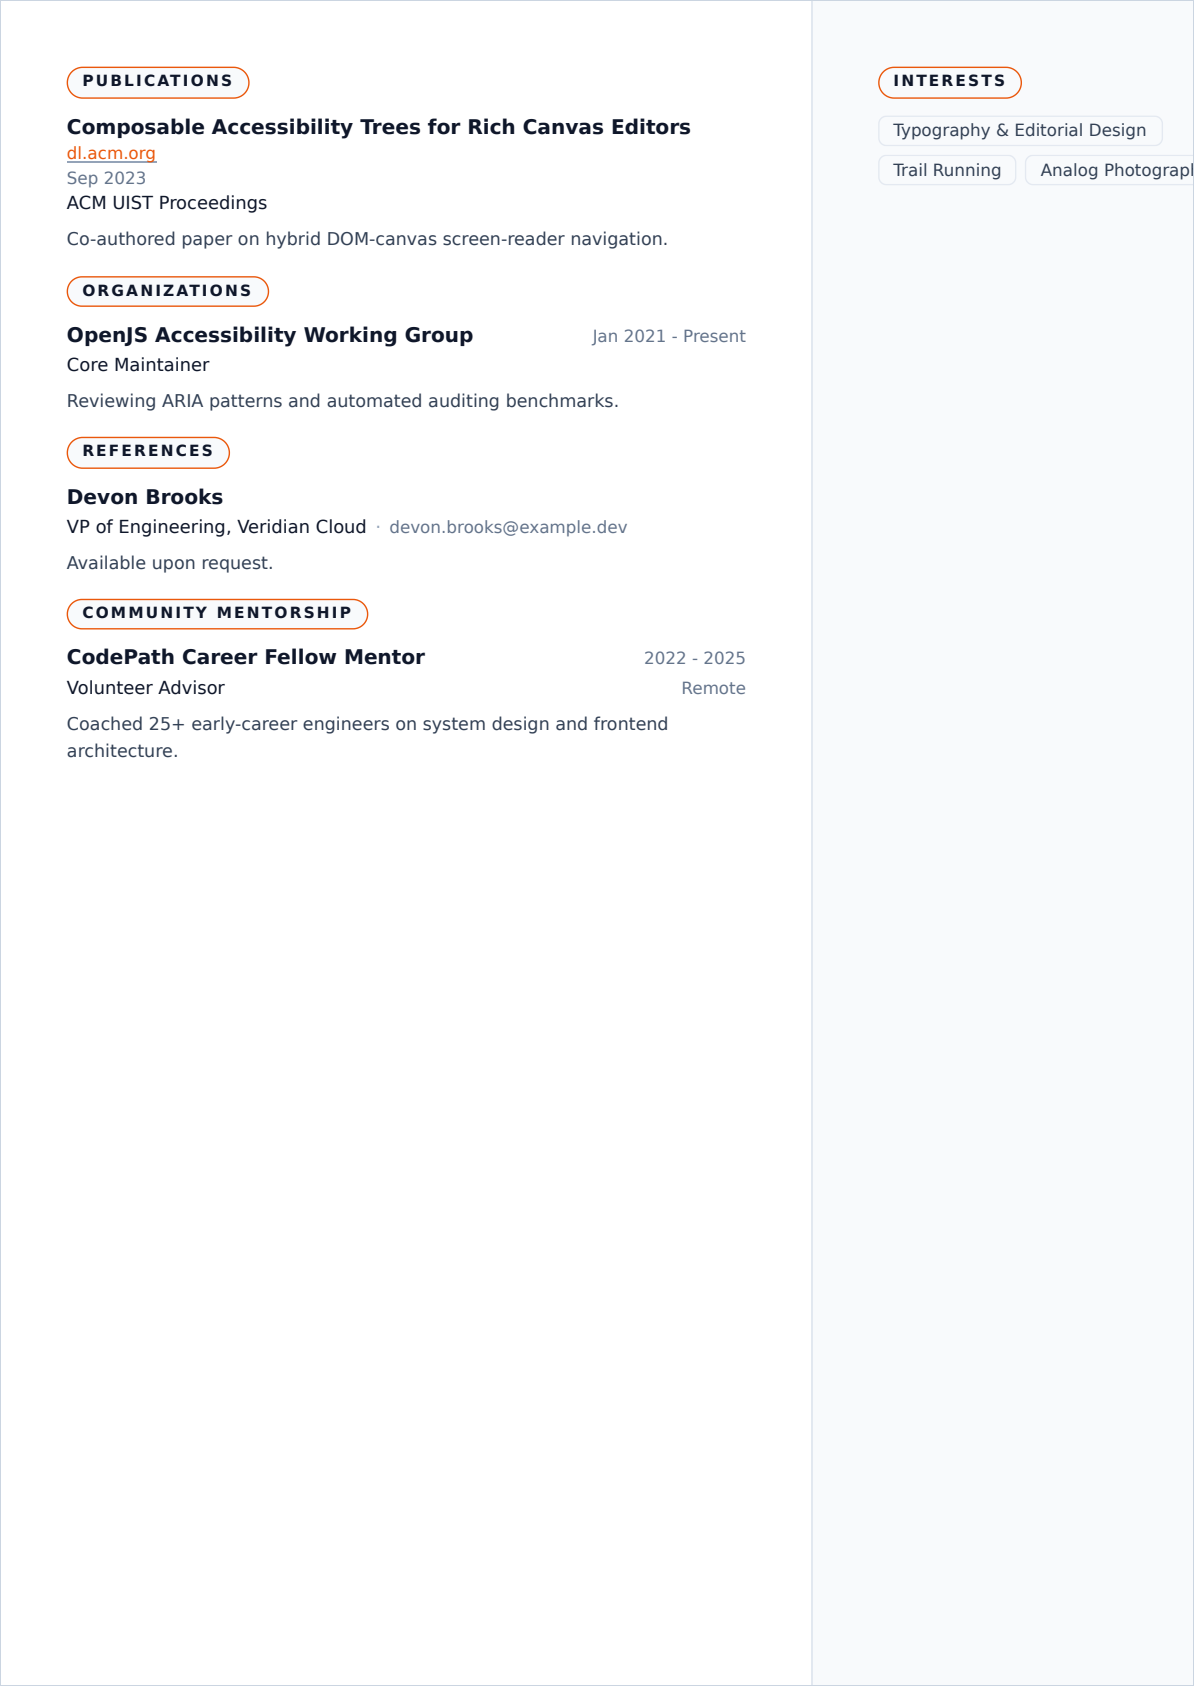 PUBLICATIONS
Composable Accessibility Trees for Rich Canvas Editors
dl.acm.org
Sep 2023
ACM UIST Proceedings
Co-authored paper on hybrid DOM-canvas screen-reader navigation.
ORGANIZATIONS
OpenJS Accessibility Working Group Jan 2021 - Present
Core Maintainer
Reviewing ARIA patterns and automated auditing benchmarks.
REFERENCES
Devon Brooks
VP of Engineering, Veridian Cloud · devon.brooks@example.dev
Available upon request.
COMMUNITY MENTORSHIP
CodePath Career Fellow Mentor 2022 - 2025
Volunteer Advisor Remote
Coached 25+ early-career engineers on system design and frontend
architecture.
INTERESTS
Typography & Editorial Design
Trail Running Analog